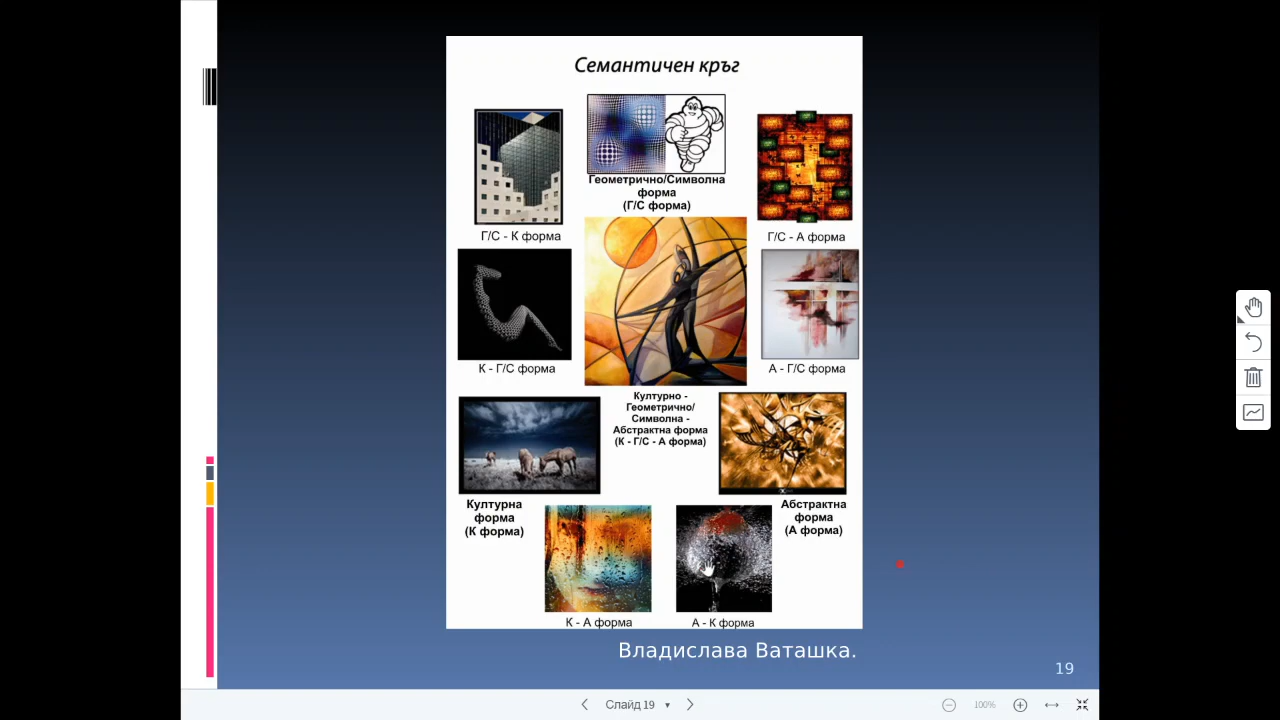 Семантичен кръг
Геометрично/Символна
форма
(Г/С форма)
Г/С - К форма
Г/С - А форма
К - Г/С форма
А - Г/С форма
Културно -
Геометрично/
Символна -
Абстрактна форма
(К - Г/С - А форма)
Културна
форма
(К форма)
Абстрактна
форма
(А форма)
К - А форма
А - К форма
Владислава Ваташка.
19
Слайд 19
100%